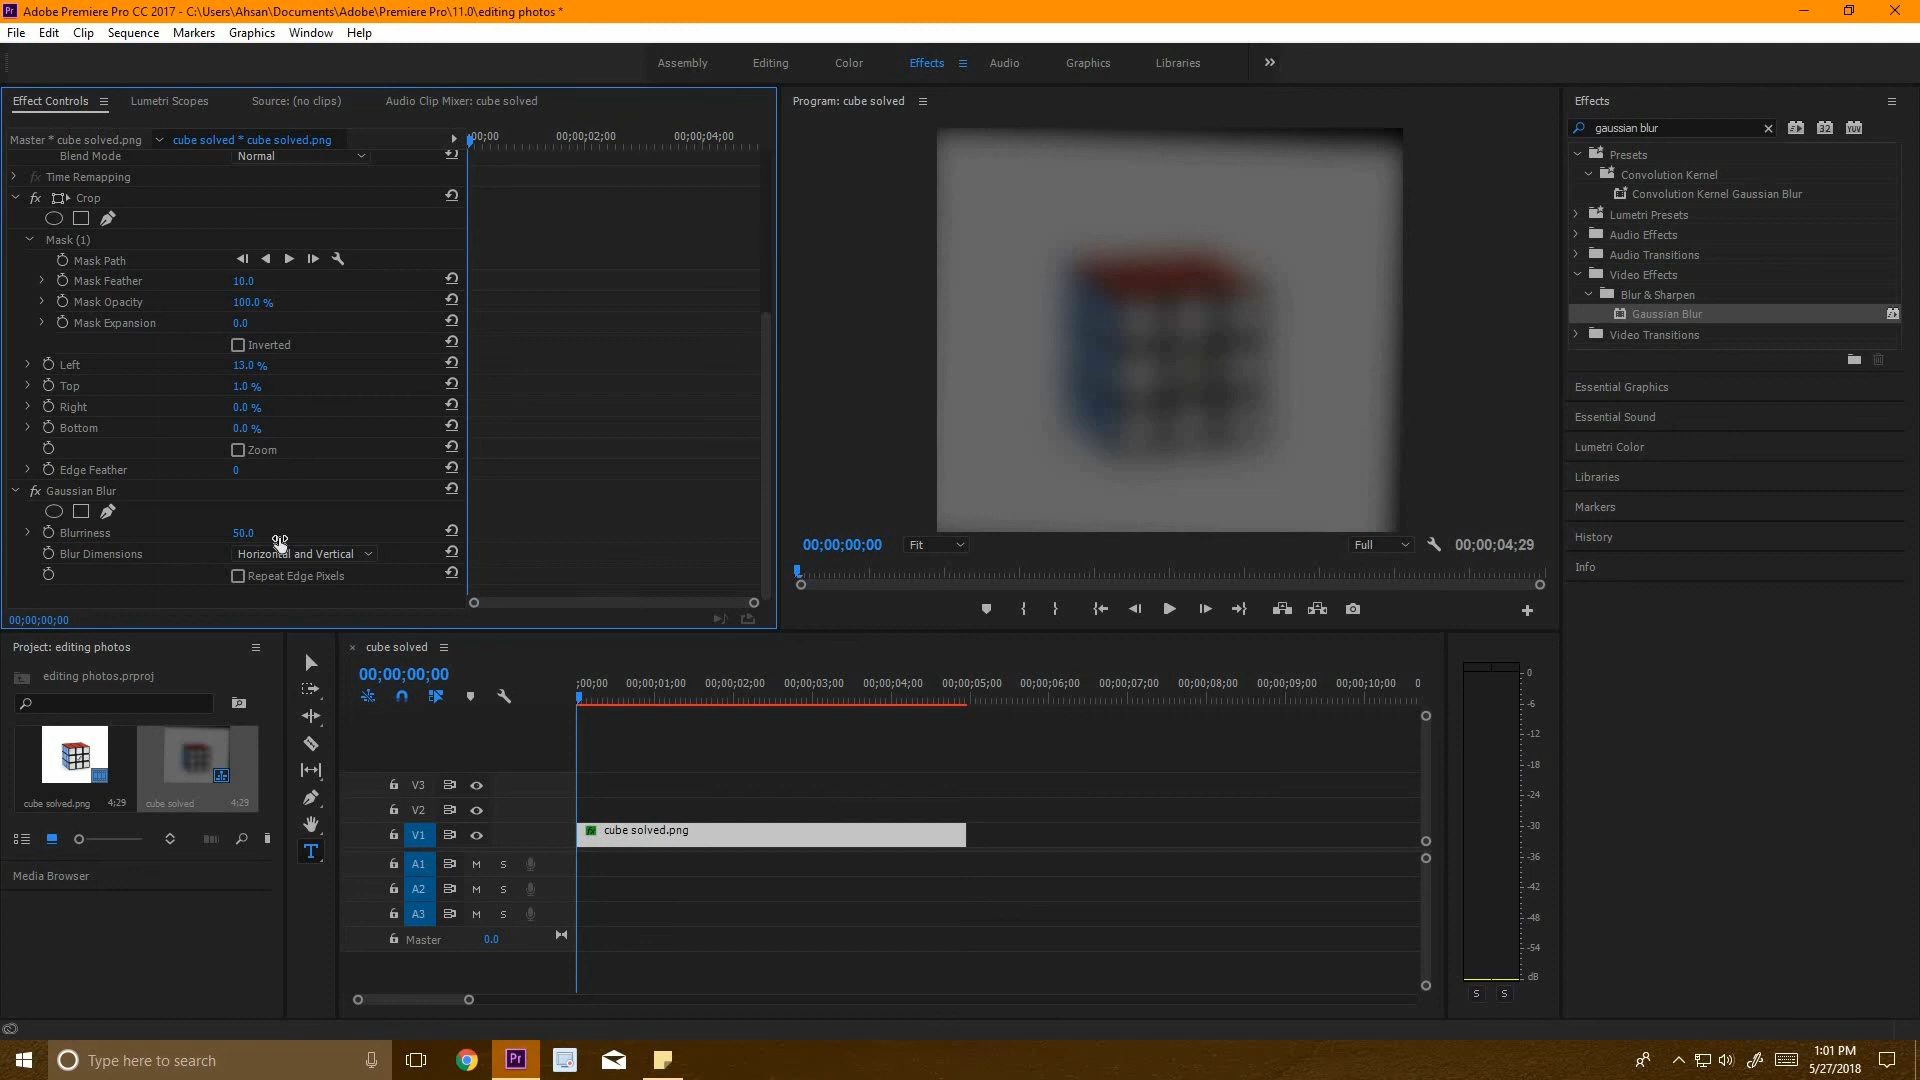 Adobe Premiere Pro CC 2017 - C:\Users\Ahsan\Documents\Adobe\Premiere Pro\11.0\editing photos *
File Edit Clip Sequence Markers Graphics Window Help
Assembly Editing Color Effects Audio Graphics Libraries
Effect Controls Lumetri Scopes Source: (no clips) Audio Clip Mixer: cube solved
Master * cube solved.png cube solved * cube solved.png
00;00 00;00;02;00 00;00;04;00
Blend Mode Normal
Time Remapping
fx Crop
Mask (1)
Mask Path
Mask Feather 10.0
Mask Opacity 100.0 %
Mask Expansion 0.0
Inverted
Left 13.0 %
Top 1.0 %
Right 0.0 %
Bottom 0.0 %
Zoom
Edge Feather 0
fx Gaussian Blur
Blurriness 50.0
Blur Dimensions Horizontal and Vertical
Repeat Edge Pixels
00;00;00;00
Program: cube solved
00;00;00;00 Fit Full 00;00;04;29
Effects
gaussian blur
Presets
Convolution Kernel
Convolution Kernel Gaussian Blur
Lumetri Presets
Audio Effects
Audio Transitions
Video Effects
Blur & Sharpen
Gaussian Blur
Video Transitions
Essential Graphics
Essential Sound
Lumetri Color
Libraries
Markers
History
Info
Project: editing photos
editing photos.prproj
cube solved.png 4;29 cube solved 4;29
Media Browser
cube solved
00;00;00;00
;00;00 00;00;01;00 00;00;02;00 00;00;03;00 00;00;04;00 00;00;05;00 00;00;06;00 00;00;07;00 00;00;08;00 00;00;09;00 00;00;10;00 0
V3
V2
V1 fx cube solved.png
A1 M S
A2 M S
A3 M S
Master 0.0
0
-6
-12
-18
-24
-30
-36
-42
-48
-54
dB
S S
Type here to search
Pr
1:01 PM
5/27/2018